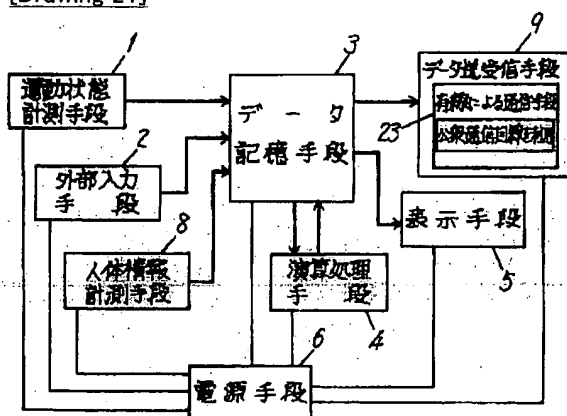 [Drawing 21]
1
運動状態
計測手段
2
外部入力
手 段
8
人体情報
計測手段
3
データ
記憶手段
演算処理
手 段
4
9
データ送受信手段
有線による通信手段
23
公衆通信回線を利用
表示手段
5
6
電源手段